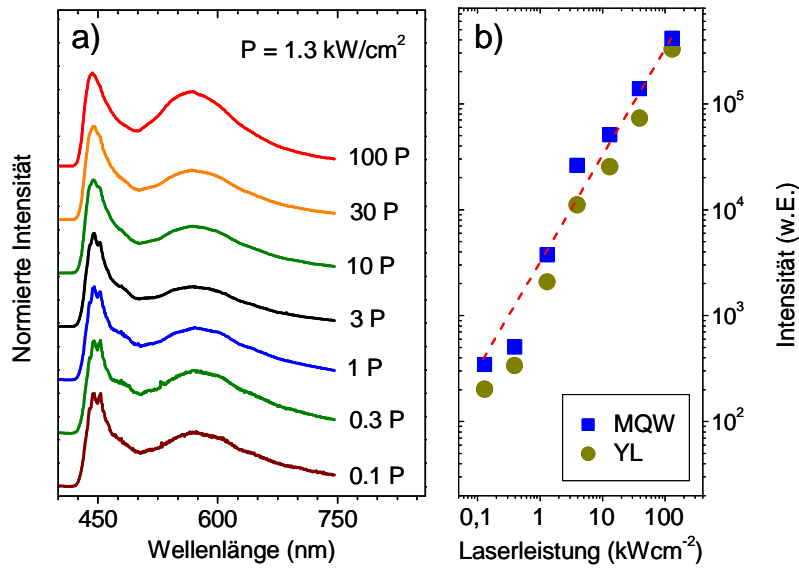 a)
P = 1.3 kW/cm²
100 P
30 P
10 P
3 P
1 P
0.3 P
0.1 P
Normierte Intensität
450 600 750
Wellenlänge (nm)
b)
10⁵
10⁴
10³
10²
Intensität (w.E.)
MQW
YL
0,1 1 10 100
Laserleistung (kWcm⁻²)